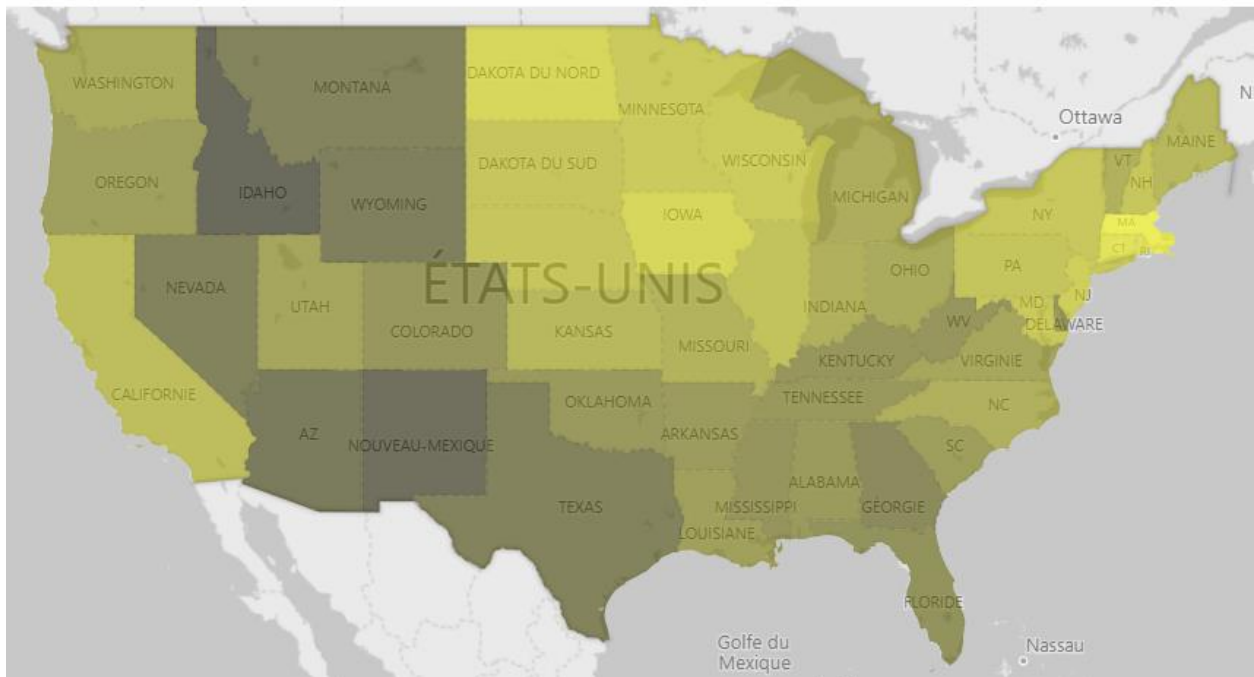 WASHINGTON
MONTANA
DAKOTA DU NORD
MINNESOTA
Ottawa
N
MAINE
VT
NH
OREGON
IDAHO
WYOMING
DAKOTA DU SUD
WISCONSIN
MICHIGAN
IOWA
NY
MA
CT
RI
ÉTATS-UNIS
NEVADA
UTAH
COLORADO
KANSAS
MISSOURI
INDIANA
OHIO
PA
NJ
MD
DELAWARE
WV
VIRGINIE
KENTUCKY
CALIFORNIE
AZ
NOUVEAU-MEXIQUE
OKLAHOMA
ARKANSAS
TENNESSEE
NC
SC
TEXAS
LOUISIANE
MISSISSIPPI
ALABAMA
GÉORGIE
FLORIDE
Golfe du
Mexique
Nassau